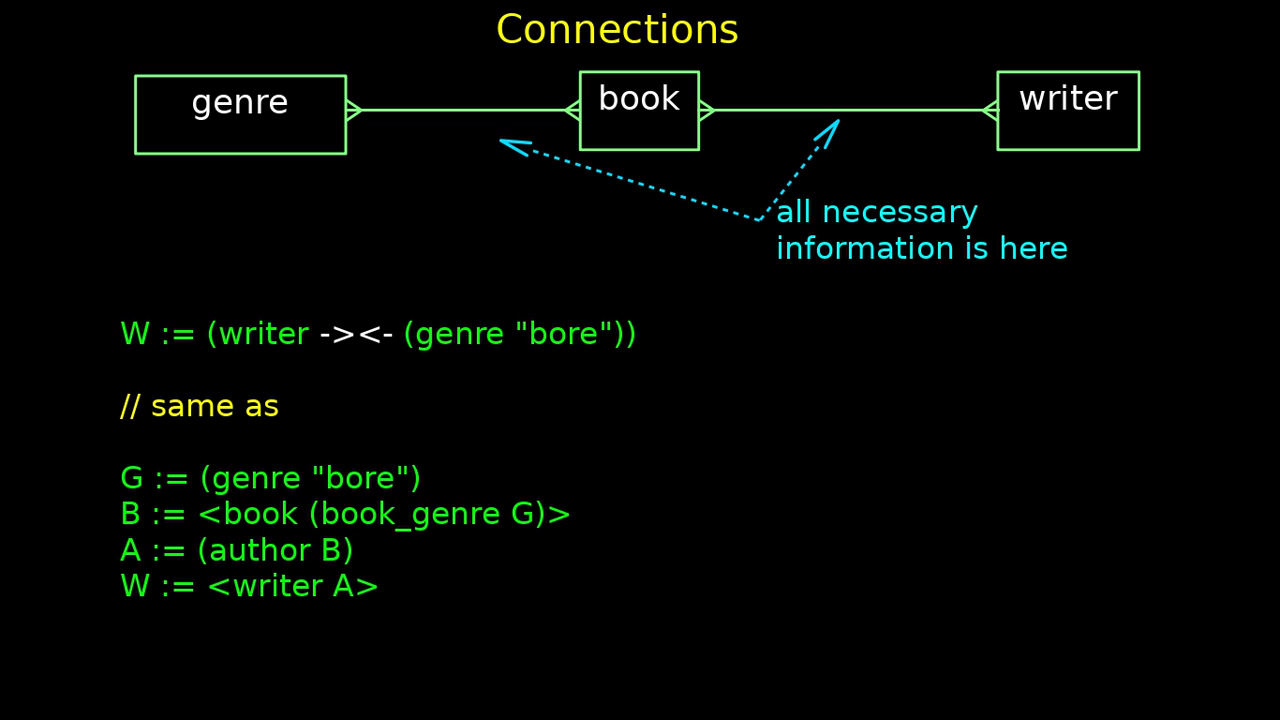 Connections
genre
book
writer
all necessary
information is here
W := (writer -><- (genre "bore"))
// same as
G := (genre "bore")
B := <book (book_genre G)>
A := (author B)
W := <writer A>